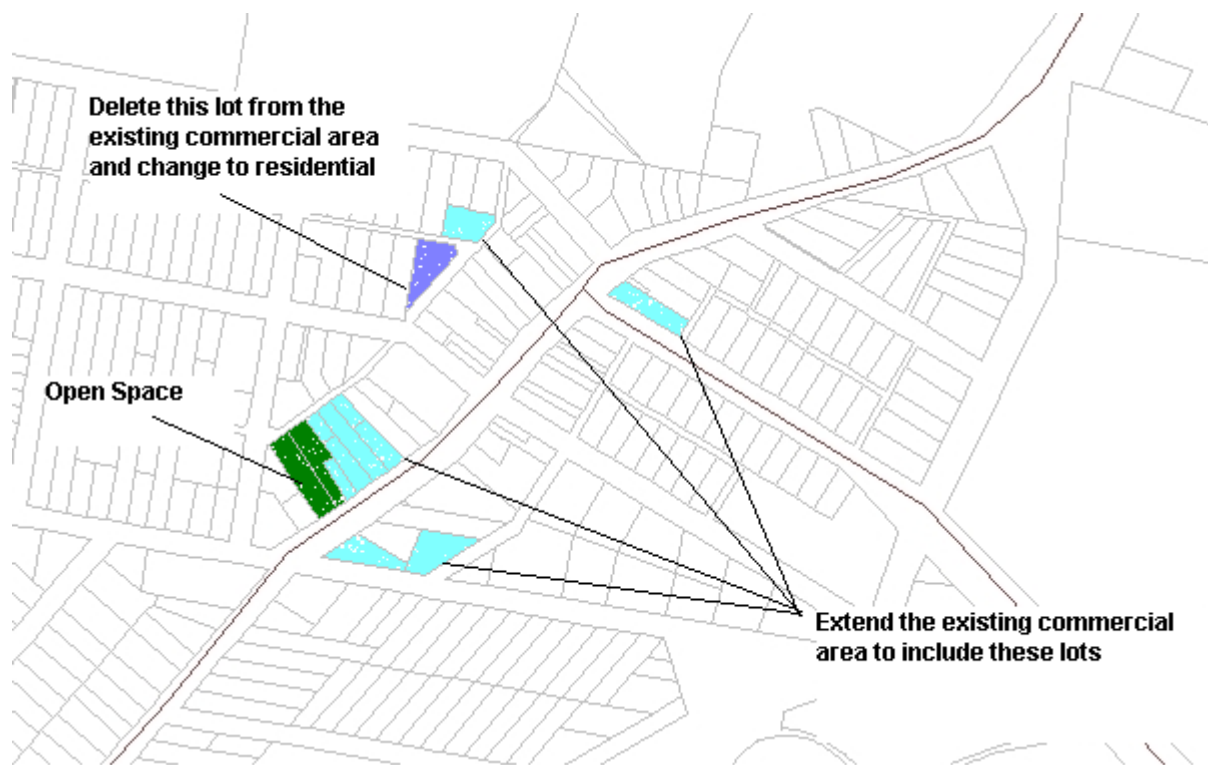 Delete this lot from the
existing commercial area
and change to residential
Open Space
Extend the existing commercial
area to include these lots